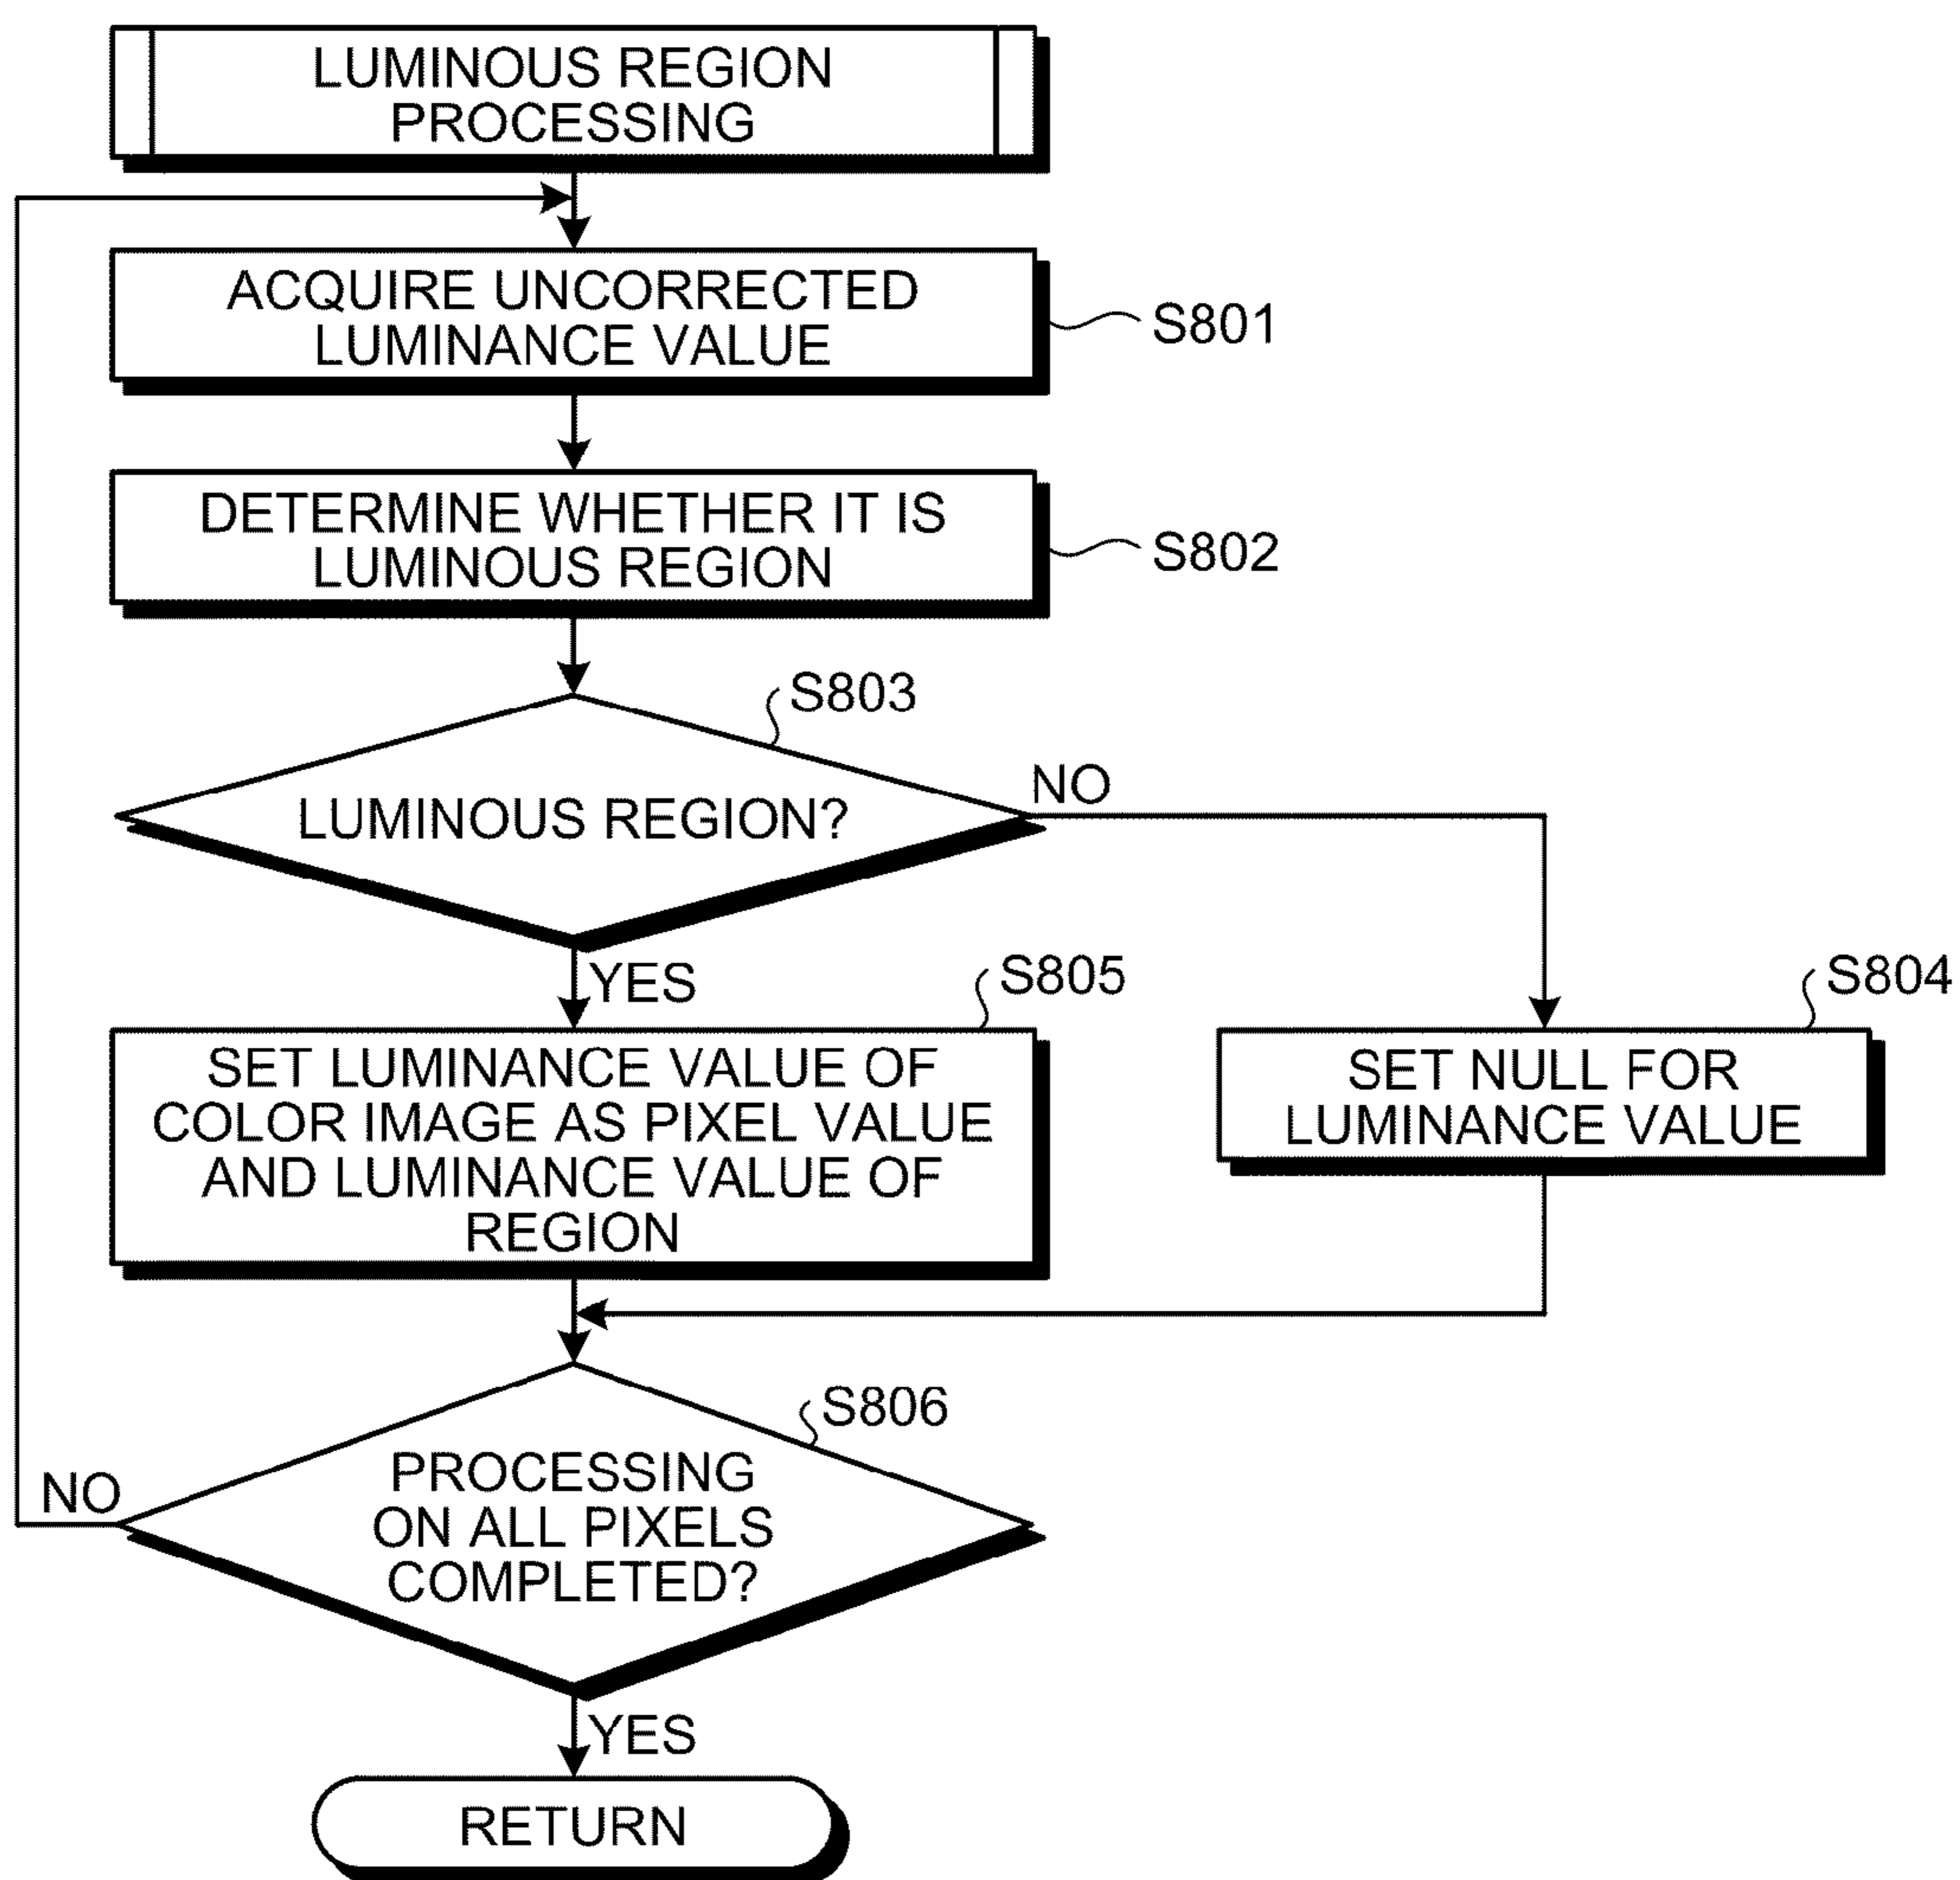 LUMINOUS REGION
PROCESSING
ACQUIRE UNCORRECTED
LUMINANCE VALUE
S801
DETERMINE WHETHER IT IS
LUMINOUS REGION
S802
S803
LUMINOUS REGION?
NO
YES
S805
SET LUMINANCE VALUE OF
COLOR IMAGE AS PIXEL VALUE
AND LUMINANCE VALUE OF
REGION
S804
SET NULL FOR
LUMINANCE VALUE
S806
PROCESSING
ON ALL PIXELS
COMPLETED?
NO
YES
RETURN